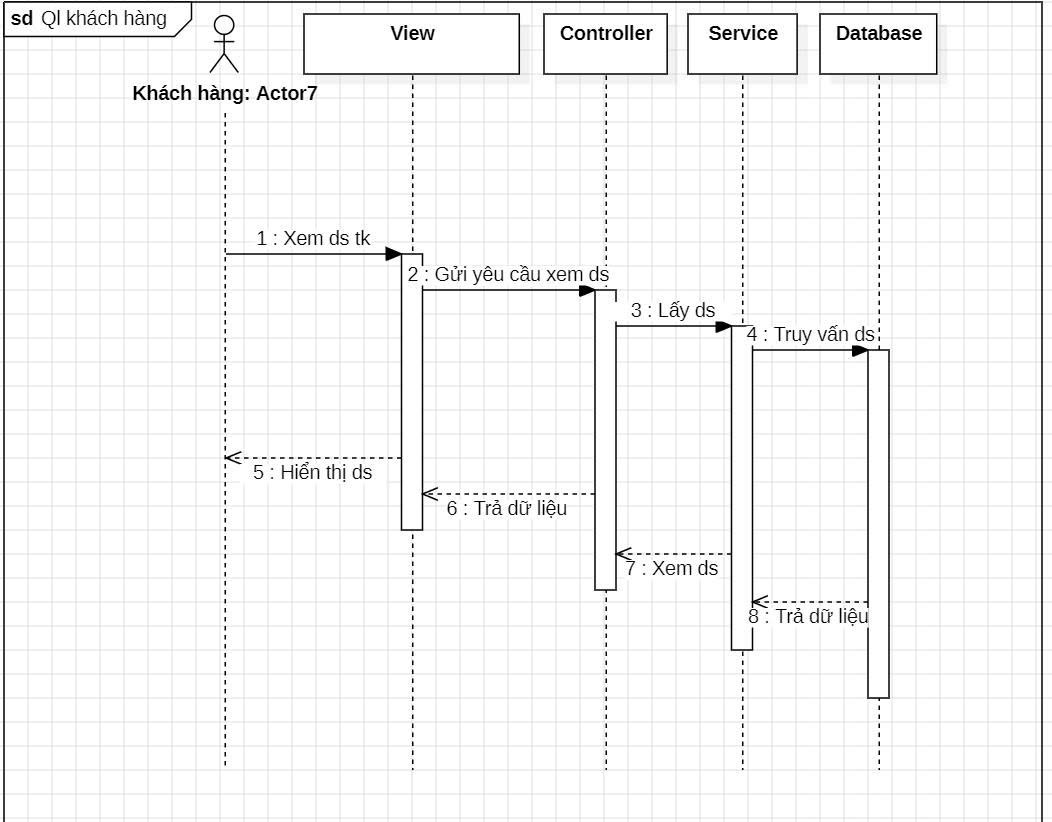 sd Ql khách hàng
View
Controller
Service
Database
Khách hàng: Actor7
1 : Xem ds tk
2 : Gửi yêu cầu xem ds
3 : Lấy ds
4 : Truy vấn ds
5 : Hiển thị ds
6 : Trả dữ liệu
7 : Xem ds
8 : Trả dữ liệu